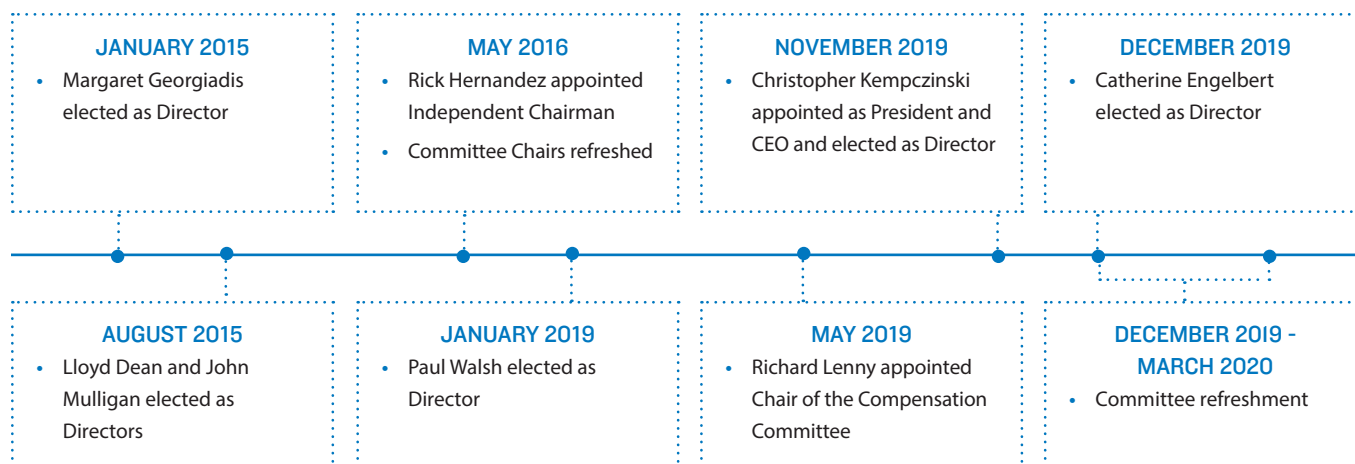 JANUARY 2015
• Margaret Georgiadis
elected as Director
MAY 2016
• Rick Hernandez appointed
Independent Chairman
• Committee Chairs refreshed
NOVEMBER 2019
• Christopher Kempczinski
appointed as President and
CEO and elected as Director
DECEMBER 2019
• Catherine Engelbert
elected as Director
AUGUST 2015
• Lloyd Dean and John
Mulligan elected as
Directors
JANUARY 2019
• Paul Walsh elected as
Director
MAY 2019
• Richard Lenny appointed
Chair of the Compensation
Committee
DECEMBER 2019 -
MARCH 2020
• Committee refreshment